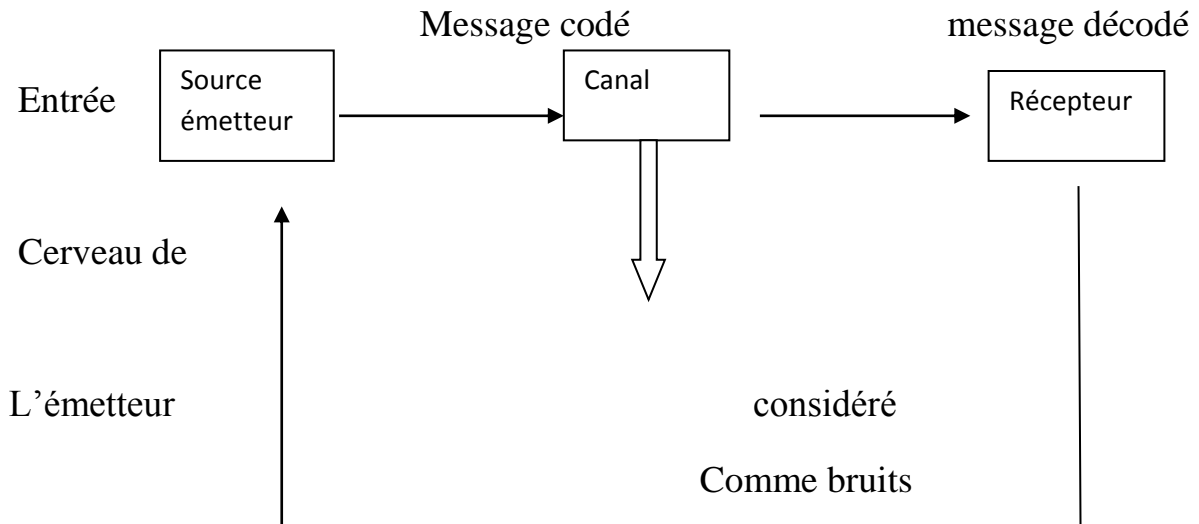 Message codé
message décodé
Source
émetteur
Canal
Récepteur
Entrée
Cerveau de
L’émetteur
considéré
Comme bruits